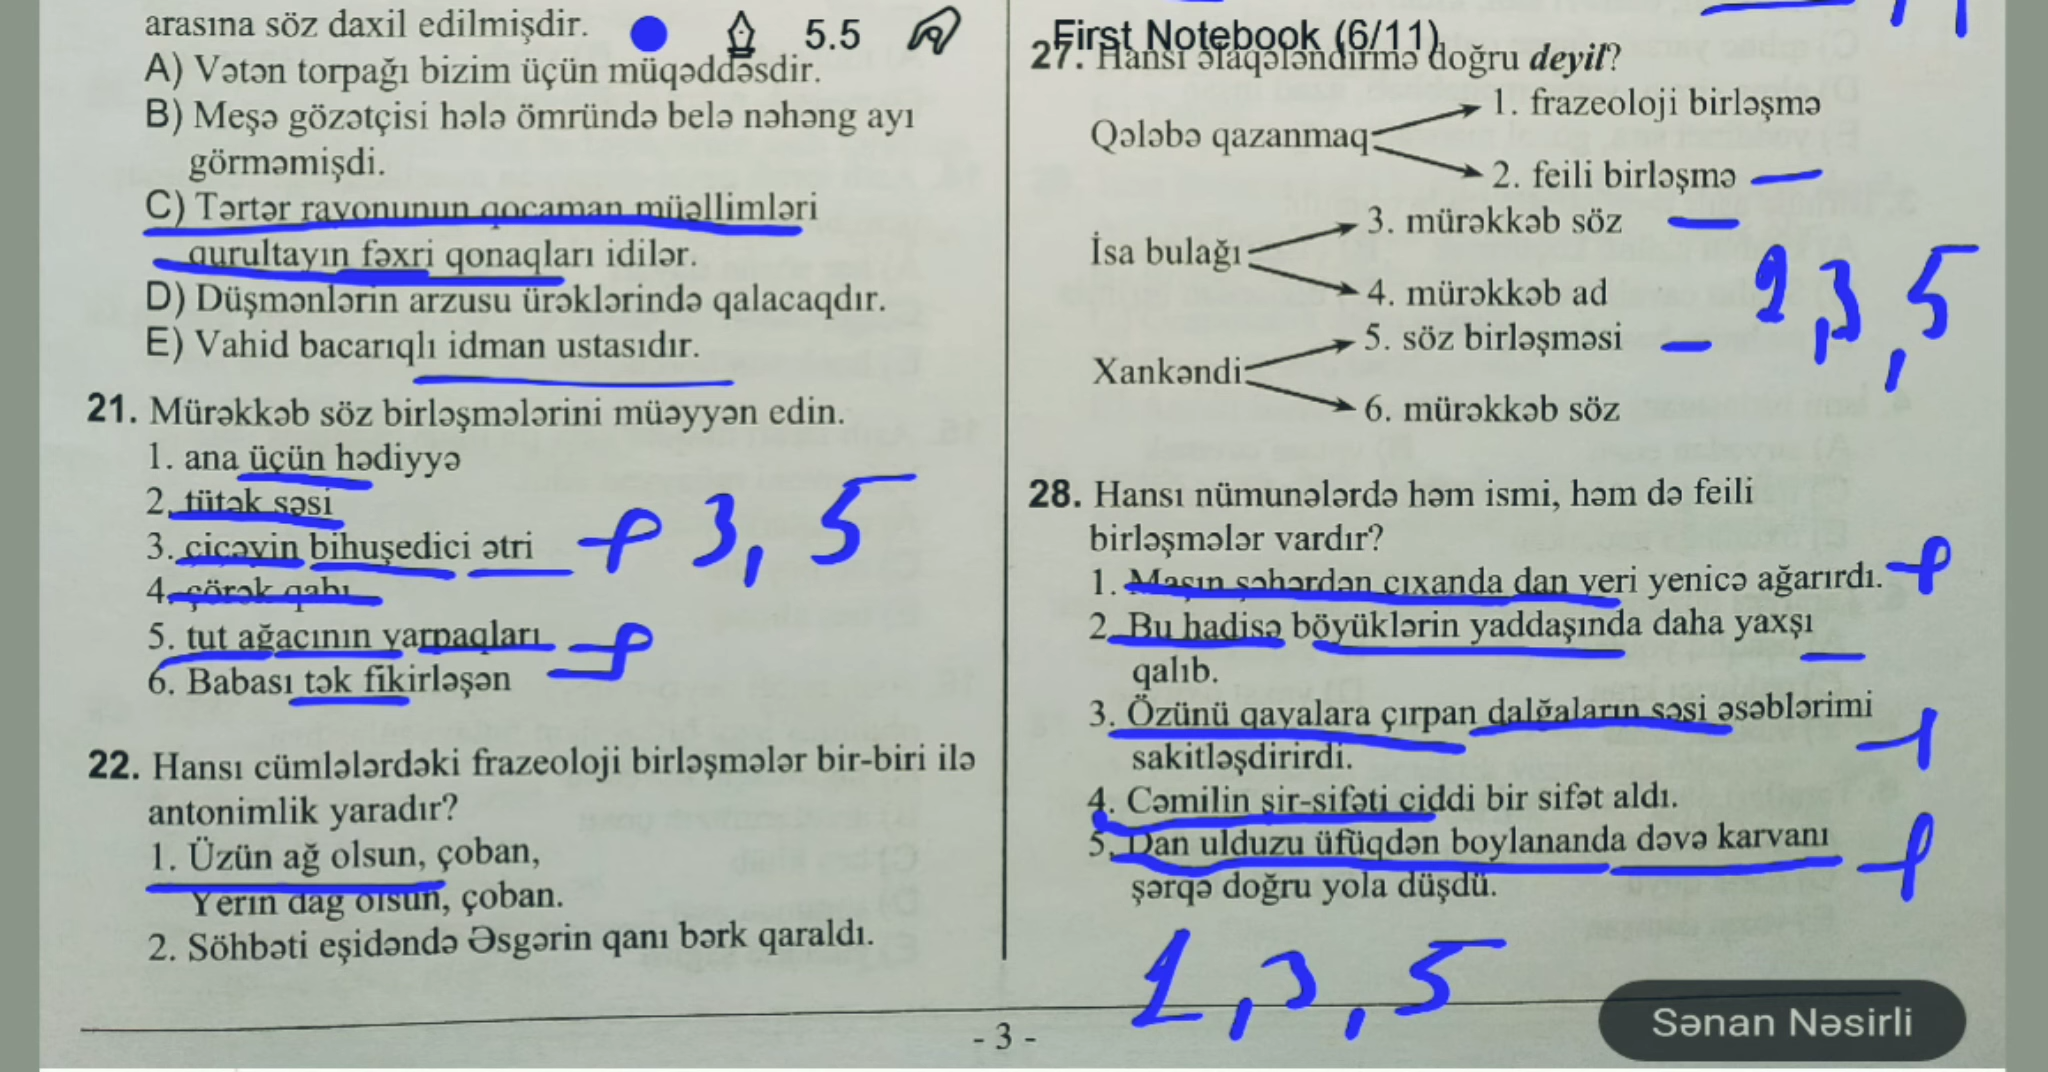 arasına söz daxil edilmişdir.
5.5
A) Vətən torpağı bizim üçün müqəddəsdir.
B) Meşə gözətçisi hələ ömründə belə nəhəng ayı
görməmişdi.
C) Tərtər rayonunun qocaman müəllimləri
qurultayın fəxri qonaqları idilər.
D) Düşmənlərin arzusu ürəklərində qalacaqdır.
E) Vahid bacarıqlı idman ustasıdır.
21. Mürəkkəb söz birləşmələrini müəyyən edin.
1. ana üçün hədiyyə
2. tütək səsi
3. çiçəyin bihuşedici ətri
3, 5
4. çörək qabı
5. tut ağacının yarpaqları
6. Babası tək fikirləşən
22. Hansı cümlələrdəki frazeoloji birləşmələr bir-biri ilə
antonimlik yaradır?
1. Üzün ağ olsun, çoban,
Yerin dağ olsun, çoban.
2. Söhbəti eşidəndə Əsgərin qanı bərk qaraldı.
First Notebook (6/11)
27. Hansı əlaqələndirmə doğru deyil?
Qələbə qazanmaq
1. frazeoloji birləşmə
2. feili birləşmə
İsa bulağı
3. mürəkkəb söz
4. mürəkkəb ad
2, 3, 5
Xankəndi
5. söz birləşməsi
6. mürəkkəb söz
28. Hansı nümunələrdə həm ismi, həm də feili
birləşmələr vardır?
1. Maşın şəhərdən çıxanda dan yeri yenicə ağarırdı.
2. Bu hadisə böyüklərin yaddaşında daha yaxşı
qalıb.
3. Özünü qayalara çırpan dalğaların səsi əsəblərimi
sakitləşdirirdi.
4. Cəmilin sir-sifəti ciddi bir sifət aldı.
5. Dan ulduzu üfüqdən boylananda dəvə karvanı
şərqə doğru yola düşdü.
1, 3, 5
- 3 -
Sənan Nəsirli